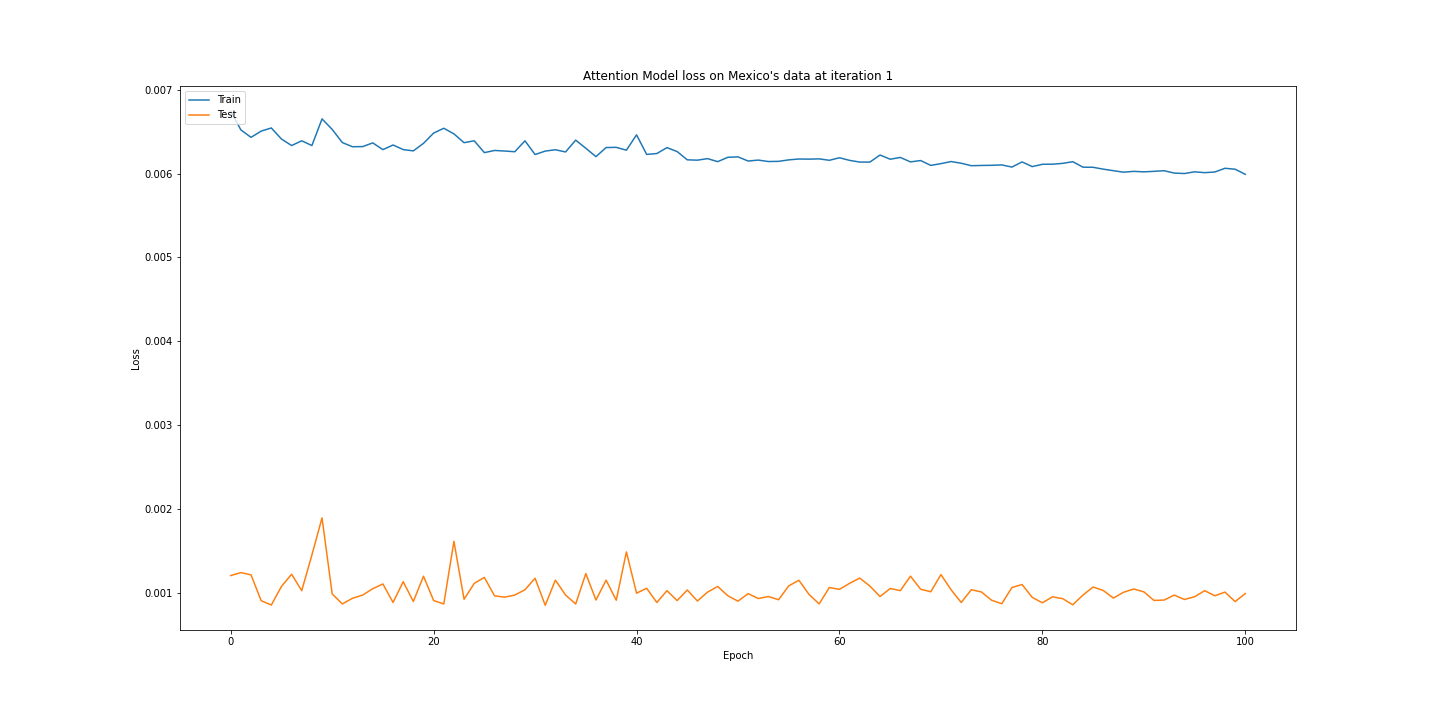 Attention Model loss on Mexico's data at iteration 1
Train
Test
0.007
0.006
0.005
0.004
0.003
0.002
0.001
Loss
0 20 40 60 80 100
Epoch